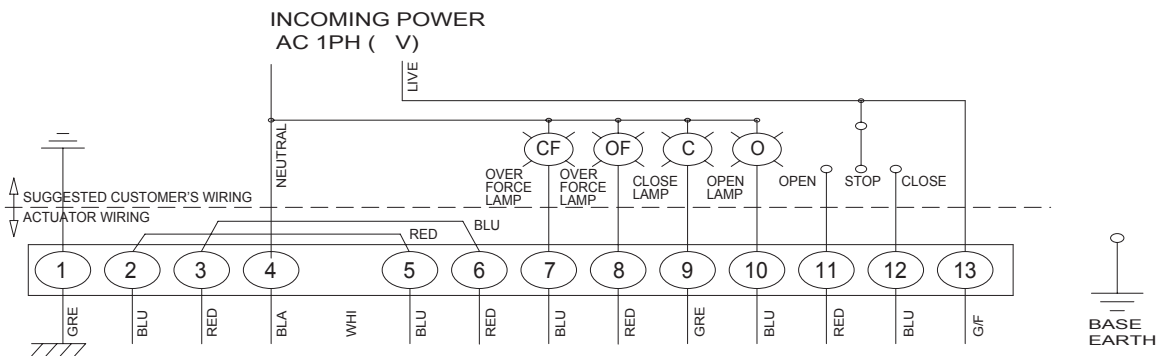 INCOMING POWER
AC 1PH ( V)
LIVE
NEUTRAL
CF OF C O
OVER
FORCE
LAMP
OVER
FORCE
LAMP
CLOSE
LAMP
OPEN
LAMP
OPEN STOP CLOSE
SUGGESTED CUSTOMER'S WIRING
ACTUATOR WIRING
BLU
RED
1 2 3 4 5 6 7 8 9 10 11 12 13
GRE BLU RED BLA WHI BLU RED BLU RED GRE BLU RED BLU G/F
BASE
EARTH